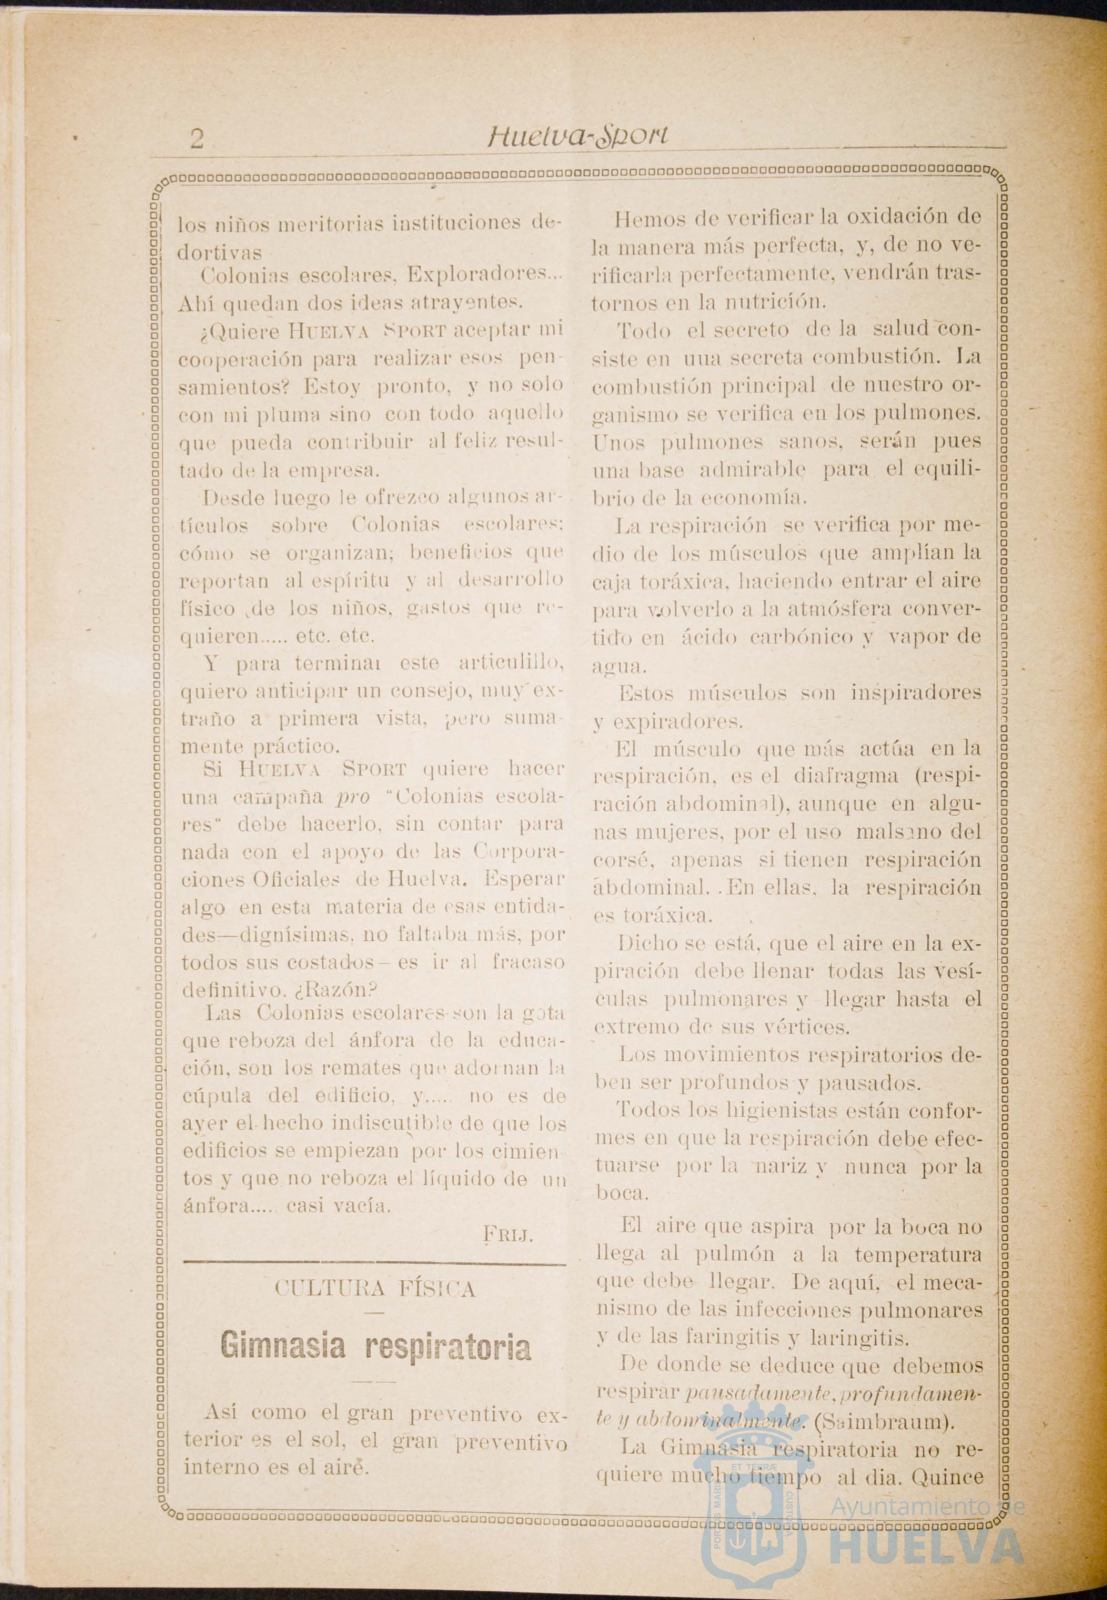 2
Huelva-Sport
los niños meritorias instituciones de-
dortivas
Colonias escolares, Exploradores...
Ahí quedan dos ideas atrayentes.
¿Quiere HUELVA SPORT aceptar mi
cooperación para realizar esos pen-
samientos? Estoy pronto, y no solo
con mi pluma sino con todo aquello
que pueda contribuir al feliz resul-
tado de la empresa.
Desde luego le ofrezco algunos ar-
tículos sobre Colonias escolares;
cómo se organizan; beneficios que
reportan al espíritu y al desarrollo
físico de los niños, gastos que re-
quieren..... etc. etc.
Y para terminar este articulillo,
quiero anticipar un consejo, muy ex-
traño a primera vista, pero suma-
mente práctico.
Si HUELVA SPORT quiere hacer
una campaña pro "Colonias escola-
res" debe hacerlo, sin contar para
nada con el apoyo de las Corpora-
ciones Oficiales de Huelva. Esperar
algo en esta materia de esas entida-
des—dignísimas, no faltaba más, por
todos sus costados—es ir al fracaso
definitivo. ¿Razón?
Las Colonias escolares son la gota
que reboza del ánfora de la educa-
ción, son los remates que adornan la
cúpula del edificio, y..... no es de
ayer el hecho indiscutible de que los
edificios se empiezan por los cimien
tos y que no reboza el líquido de un
ánfora..... casi vacía.
FRIJ.
CULTURA FÍSICA
Gimnasia respiratoria
Así como el gran preventivo ex-
terior es el sol, el gran preventivo
interno es el aire.
Hemos de verificar la oxidación de
la manera más perfecta, y, de no ve-
rificarla perfectamente, vendrán tras-
tornos en la nutrición.
Todo el secreto de la salud con-
siste en una secreta combustión. La
combustión principal de nuestro or-
ganismo se verifica en los pulmones.
Unos pulmones sanos, serán pues
una base admirable para el equili-
brio de la economía.
La respiración se verifica por me-
dio de los músculos que amplían la
caja toráxica, haciendo entrar el aire
para volverlo a la atmósfera conver-
tido en ácido carbónico y vapor de
agua.
Estos músculos son inspiradores
y expiradores.
El músculo que más actúa en la
respiración, es el diafragma (respi-
ración abdominal), aunque en algu-
nas mujeres, por el uso malsano del
corsé, apenas si tienen respiración
abdominal. En ellas, la respiración
es toráxica.
Dicho se está, que el aire en la ex-
piración debe llenar todas las vesí-
culas pulmonares y llegar hasta el
extremo de sus vértices.
Los movimientos respiratorios de-
ben ser profundos y pausados.
Todos los higienistas están confor-
mes en que la respiración debe efec-
tuarse por la nariz y nunca por la
boca.
El aire que aspira por la boca no
llega al pulmón a la temperatura
que debe llegar. De aquí, el meca-
nismo de las infecciones pulmonares
y de las faringitis y laringitis.
De donde se deduce que debemos
respirar pausadamente, profundamen-
te y abdominalmente. (Saimbraum).
La Gimnasia respiratoria no re-
quiere mucho tiempo al dia. Quince
PORTUS MARIS
ET TERRÆ
CUSTODIA
Ayuntamiento de
HUELVA